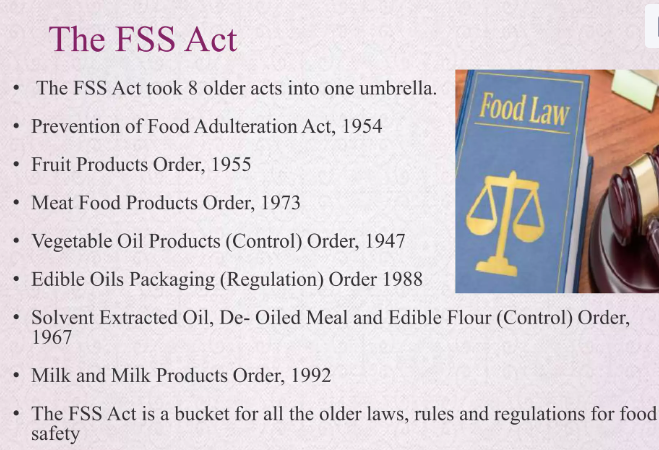 The FSS Act
• The FSS Act took 8 older acts into one umbrella.
• Prevention of Food Adulteration Act, 1954
• Fruit Products Order, 1955
• Meat Food Products Order, 1973
• Vegetable Oil Products (Control) Order, 1947
• Edible Oils Packaging (Regulation) Order 1988
• Solvent Extracted Oil, De- Oiled Meal and Edible Flour (Control) Order,
1967
• Milk and Milk Products Order, 1992
• The FSS Act is a bucket for all the older laws, rules and regulations for food
safety
Food Law